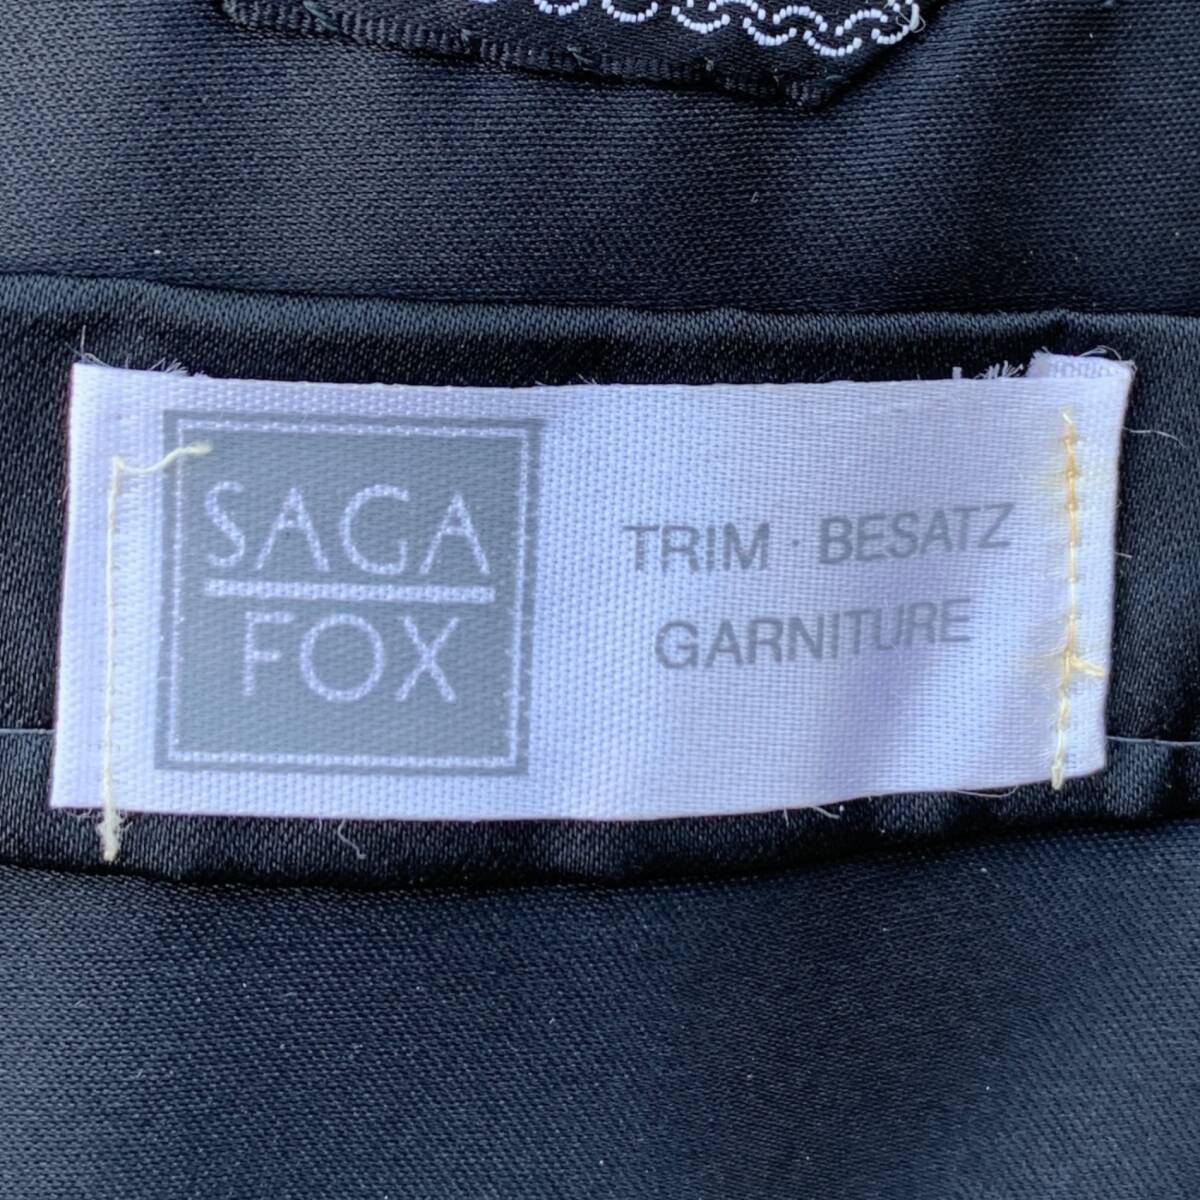 SAGA
FOX
TRIM · BESATZ
GARNITURE